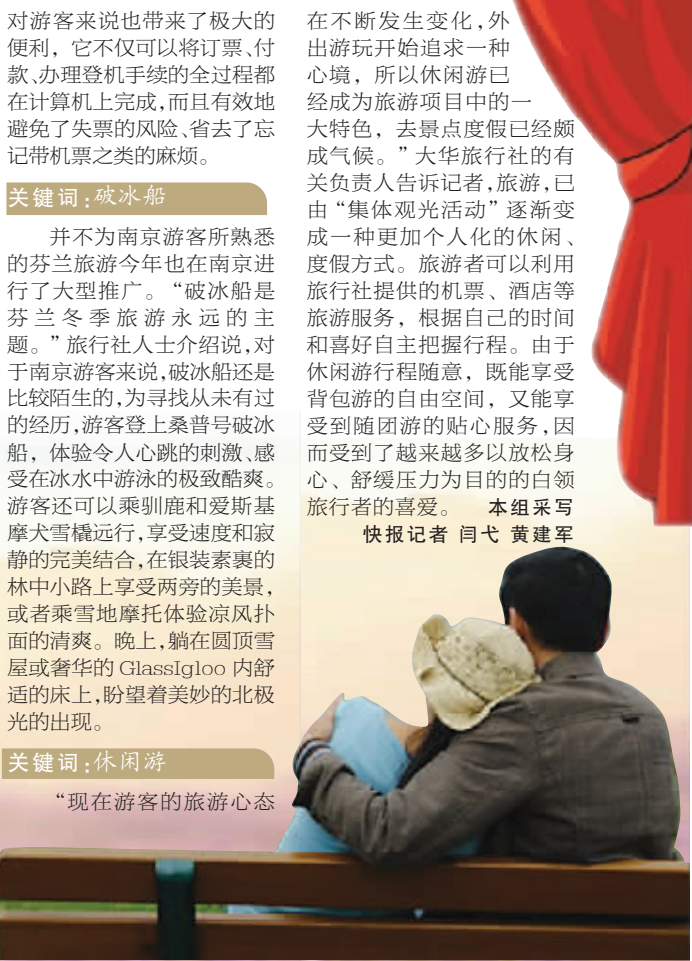 对游客来说也带来了极大的
便利，它不仅可以将订票、付
款、办理登机手续的全过程都
在计算机上完成,而且有效地
避免了失票的风险、省去了忘
记带机票之类的麻烦。
关键词:破冰船
并不为南京游客所熟悉
的芬兰旅游今年也在南京进
行了大型推广。“破冰船是
芬兰冬季旅游永远的主
题。”旅行社人士介绍说,对
于南京游客来说,破冰船还是
比较陌生的,为寻找从未有过
的经历,游客登上桑普号破冰
船，体验令人心跳的刺激、感
受在冰水中游泳的极致酷爽。
游客还可以乘驯鹿和爱斯基
摩犬雪橇远行,享受速度和寂
静的完美结合,在银装素裹的
林中小路上享受两旁的美景，
或者乘雪地摩托体验凉风扑
面的清爽。晚上,躺在圆顶雪
屋或奢华的 GlassIgloo 内舒
适的床上,盼望着美妙的北极
光的出现。
关键词:休闲游
“现在游客的旅游心态
在不断发生变化,外
出游玩开始追求一种
心境，所以休闲游已
经成为旅游项目中的一
大特色，去景点度假已经颇
成气候。”大华旅行社的有
关负责人告诉记者,旅游,已
由“集体观光活动”逐渐变
成一种更加个人化的休闲、
度假方式。旅游者可以利用
旅行社提供的机票、酒店等
旅游服务，根据自己的时间
和喜好自主把握行程。由于
休闲游行程随意，既能享受
背包游的自由空间，又能享
受到随团游的贴心服务,因
而受到了越来越多以放松身
心、舒缓压力为目的的白领
旅行者的喜爱。 本组采写
快报记者 闫弋 黄建军